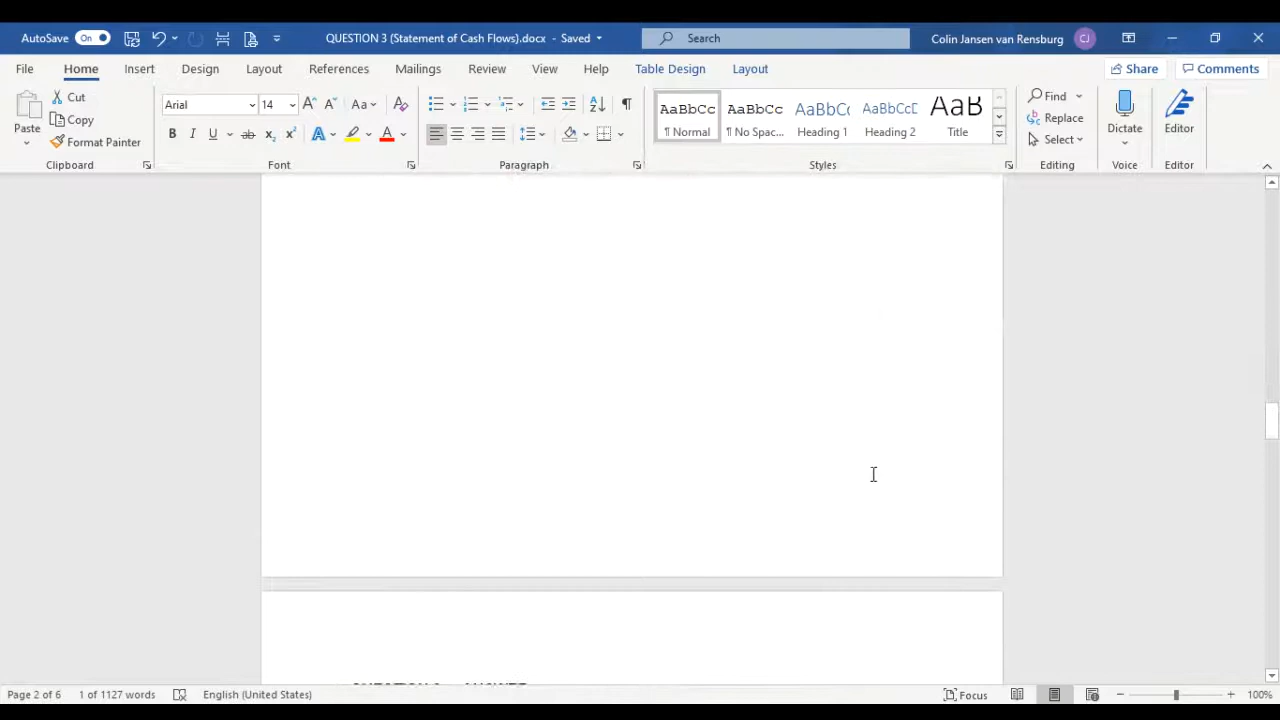 AutoSave On QUESTION 3 (Statement of Cash Flows).docx - Saved Search Colin Jansen van Rensburg CJ
File Home Insert Design Layout References Mailings Review View Help Table Design Layout Share Comments
Paste Cut Copy Format Painter Clipboard
Arial 14 Aa B I U ab x₂ x² A A Font
Paragraph
AaBbCc ¶ Normal AaBbCc ¶ No Spac... AaBbCc Heading 1 AaBbCcD Heading 2 AaB Title Styles
Find Replace Select Editing
Dictate Voice
Editor Editor
Page 2 of 6 1 of 1127 words English (United States) Focus 100%